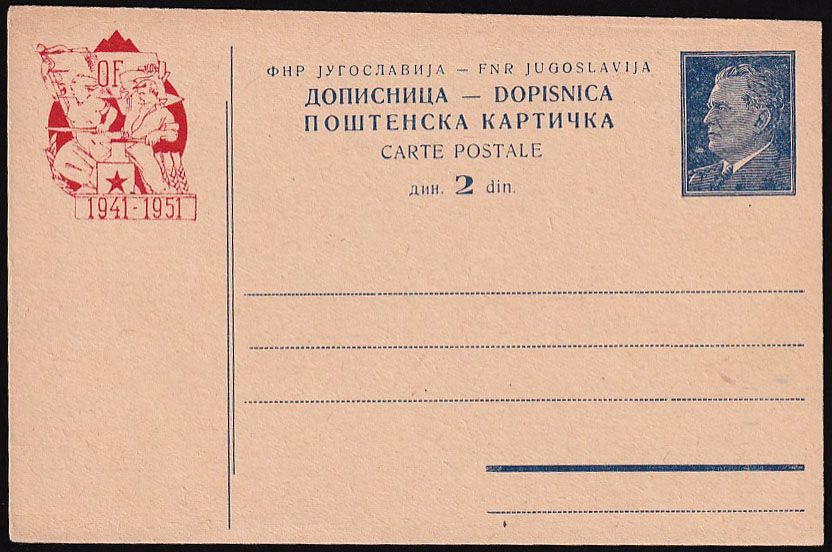 OF
1941-1951
ФНР ЈУГОСЛАВИЈА — FNR JUGOSLAVIJA
ДОПИСНИЦА — DOPISNICA
ПОШТЕНСКА КАРТИЧКА
CARTE POSTALE
дин. 2 din.